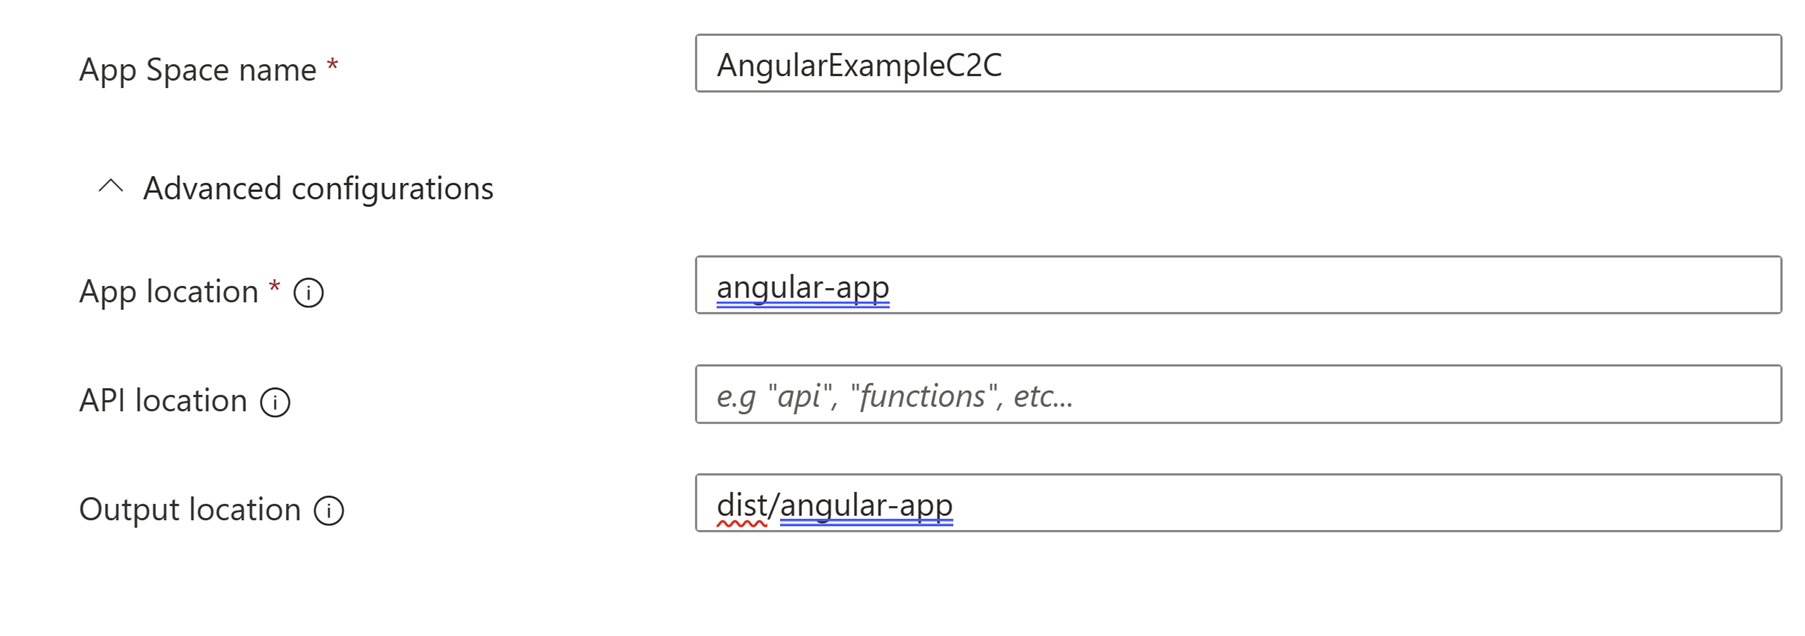 App Space name *
AngularExampleC2C
Advanced configurations
App location *
angular-app
API location
e.g "api", "functions", etc...
Output location
dist/angular-app